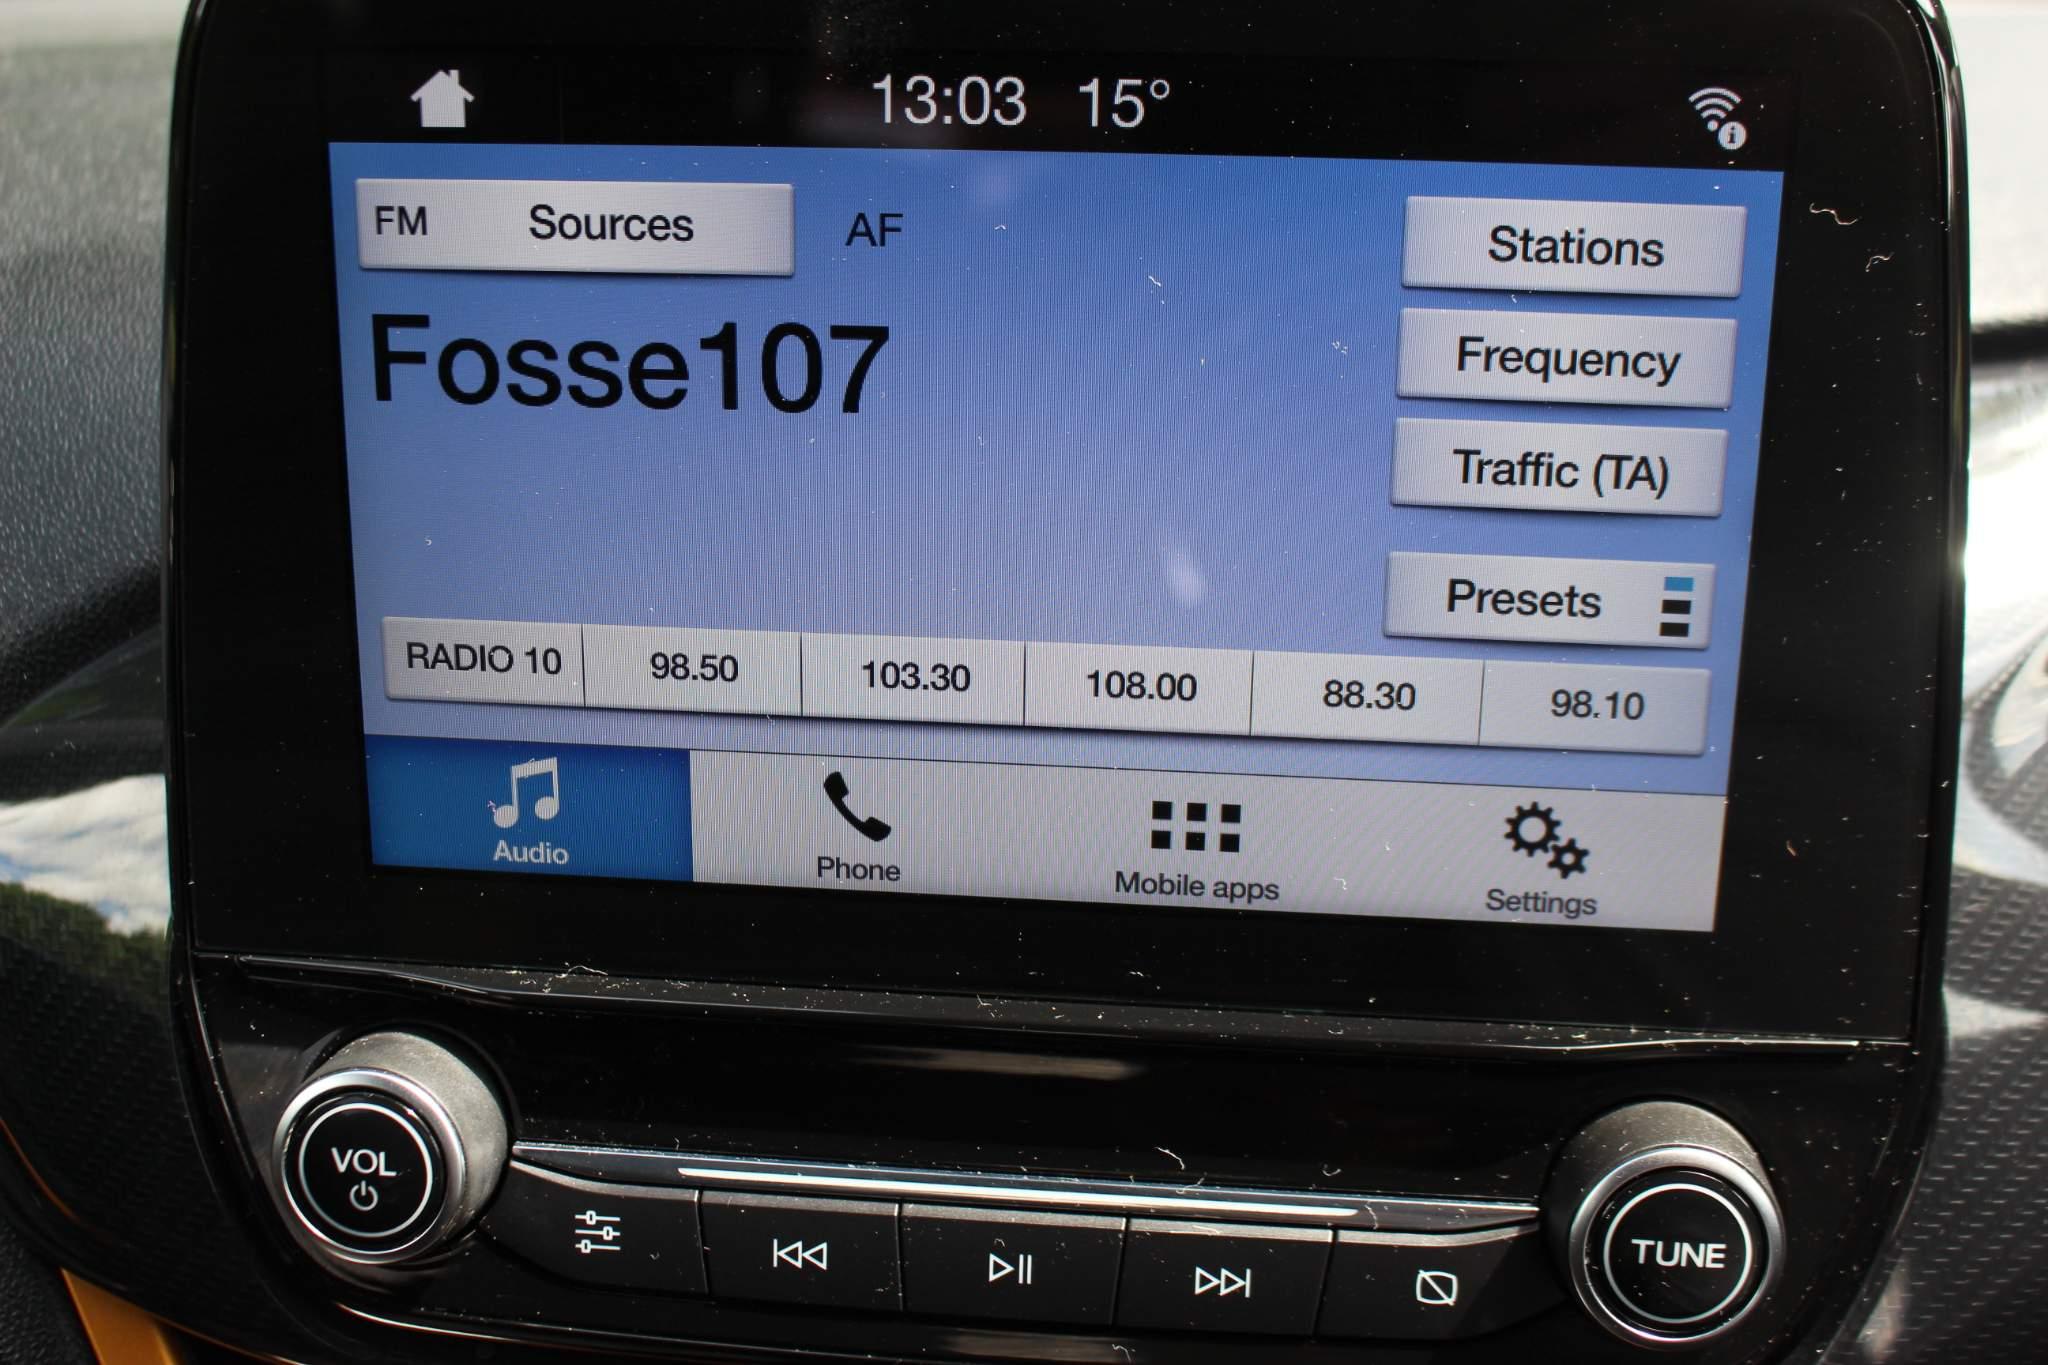 13:03 15°
FM Sources AF
Stations
Fosse107
Frequency
Traffic (TA)
Presets
RADIO 10 98.50 103.30 108.00 88.30 98.10
Audio Phone Mobile apps Settings
VOL
TUNE